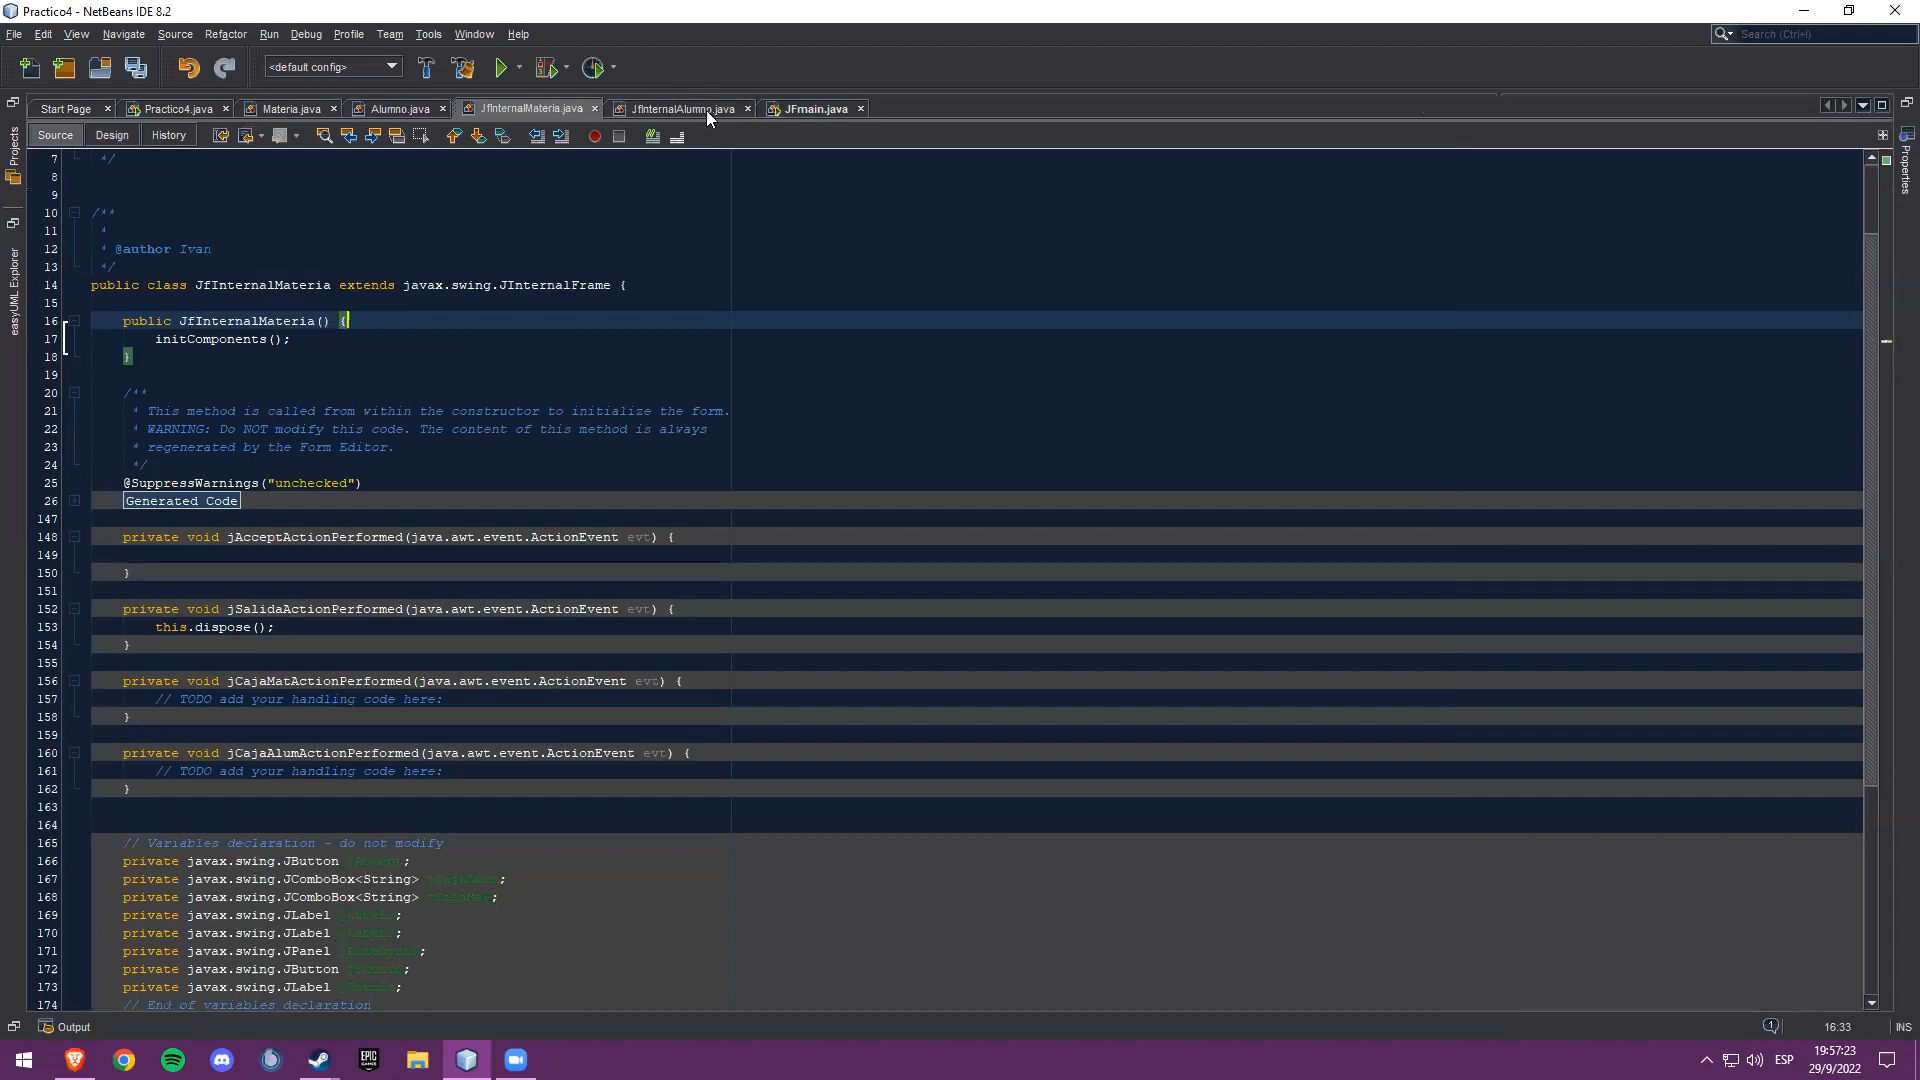 Practico4 - NetBeans IDE 8.2
File Edit View Navigate Source Refactor Run Debug Profile Team Tools Window Help
Search (Ctrl+I)
<default config>
Start Page Practico4.java Materia.java Alumno.java JfInternalMateria.java JfInternalAlumno.java JFmain.java
Source Design History
Projects
easyUML Explorer
Properties
7 */
8
9
10 /**
11 *
12 * @author Ivan
13 */
14 public class JfInternalMateria extends javax.swing.JInternalFrame {
15
16 public JfInternalMateria() {
17 initComponents();
18 }
19
20 /**
21 * This method is called from within the constructor to initialize the form.
22 * WARNING: Do NOT modify this code. The content of this method is always
23 * regenerated by the Form Editor.
24 */
25 @SuppressWarnings("unchecked")
26 Generated Code
147
148 private void jAcceptActionPerformed(java.awt.event.ActionEvent evt) {
149
150 }
151
152 private void jSalidaActionPerformed(java.awt.event.ActionEvent evt) {
153 this.dispose();
154 }
155
156 private void jCajaMatActionPerformed(java.awt.event.ActionEvent evt) {
157 // TODO add your handling code here:
158 }
159
160 private void jCajaAlumActionPerformed(java.awt.event.ActionEvent evt) {
161 // TODO add your handling code here:
162 }
163
164
165 // Variables declaration - do not modify
166 private javax.swing.JButton ;
167 private javax.swing.JComboBox<String> ;
168 private javax.swing.JComboBox<String> ;
169 private javax.swing.JLabel ;
170 private javax.swing.JLabel ;
171 private javax.swing.JPanel ;
172 private javax.swing.JButton ;
173 private javax.swing.JLabel ;
174 // End of variables declaration
Output
1
16:33 INS
EPIC GAMES
ESP
19:57:23
29/9/2022